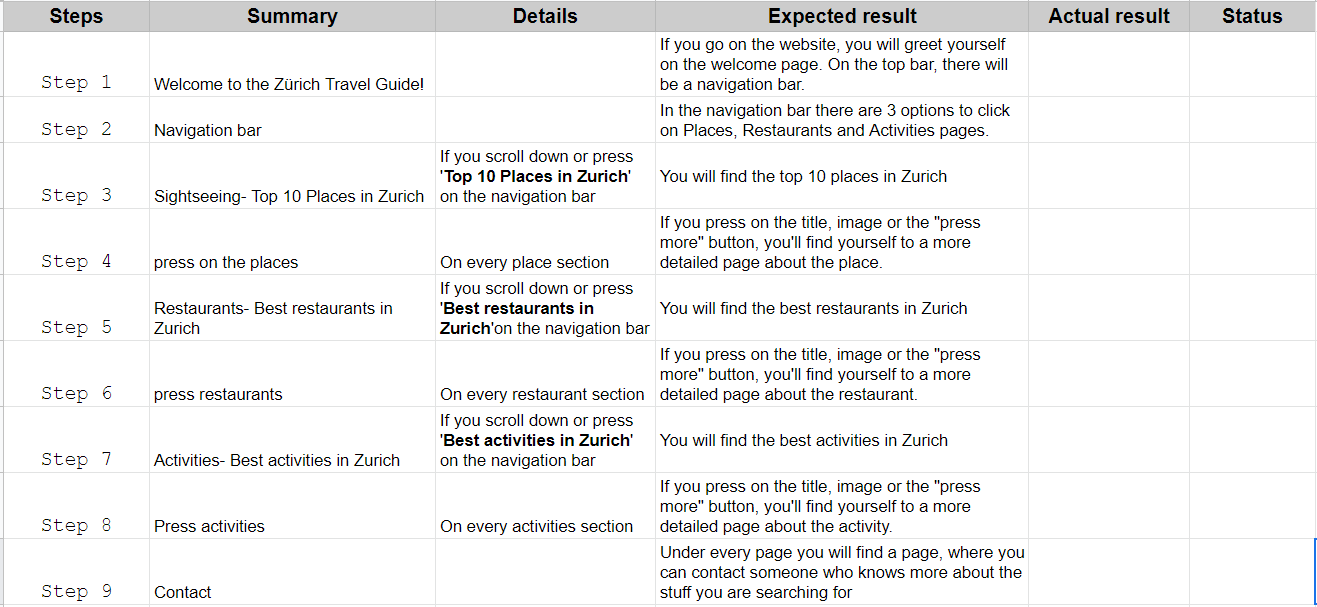 Steps Summary Details Expected result Actual result Status
If you go on the website, you will greet yourself
on the welcome page. On the top bar, there will
Step 1 Welcome to the Zürich Travel Guide! be a navigation bar.
In the navigation bar there are 3 options to click
Step 2 Navigation bar on Places, Restaurants and Activities pages.
If you scroll down or press
'Top 10 Places in Zurich' You will find the top 10 places in Zurich
Step 3 Sightseeing- Top 10 Places in Zurich on the navigation bar
If you press on the title, image or the "press
more" button, you'll find yourself to a more
Step 4 press on the places On every place section detailed page about the place.
If you scroll down or press
Restaurants- Best restaurants in 'Best restaurants in You will find the best restaurants in Zurich
Step 5 Zurich Zurich'on the navigation bar
If you press on the title, image or the "press
more" button, you'll find yourself to a more
Step 6 press restaurants On every restaurant section detailed page about the restaurant.
If you scroll down or press
'Best activities in Zurich' You will find the best activities in Zurich
Step 7 Activities- Best activities in Zurich on the navigation bar
If you press on the title, image or the "press
more" button, you'll find yourself to a more
Step 8 Press activities On every activities section detailed page about the activity.
Under every page you will find a page, where you
can contact someone who knows more about the
Step 9 Contact stuff you are searching for